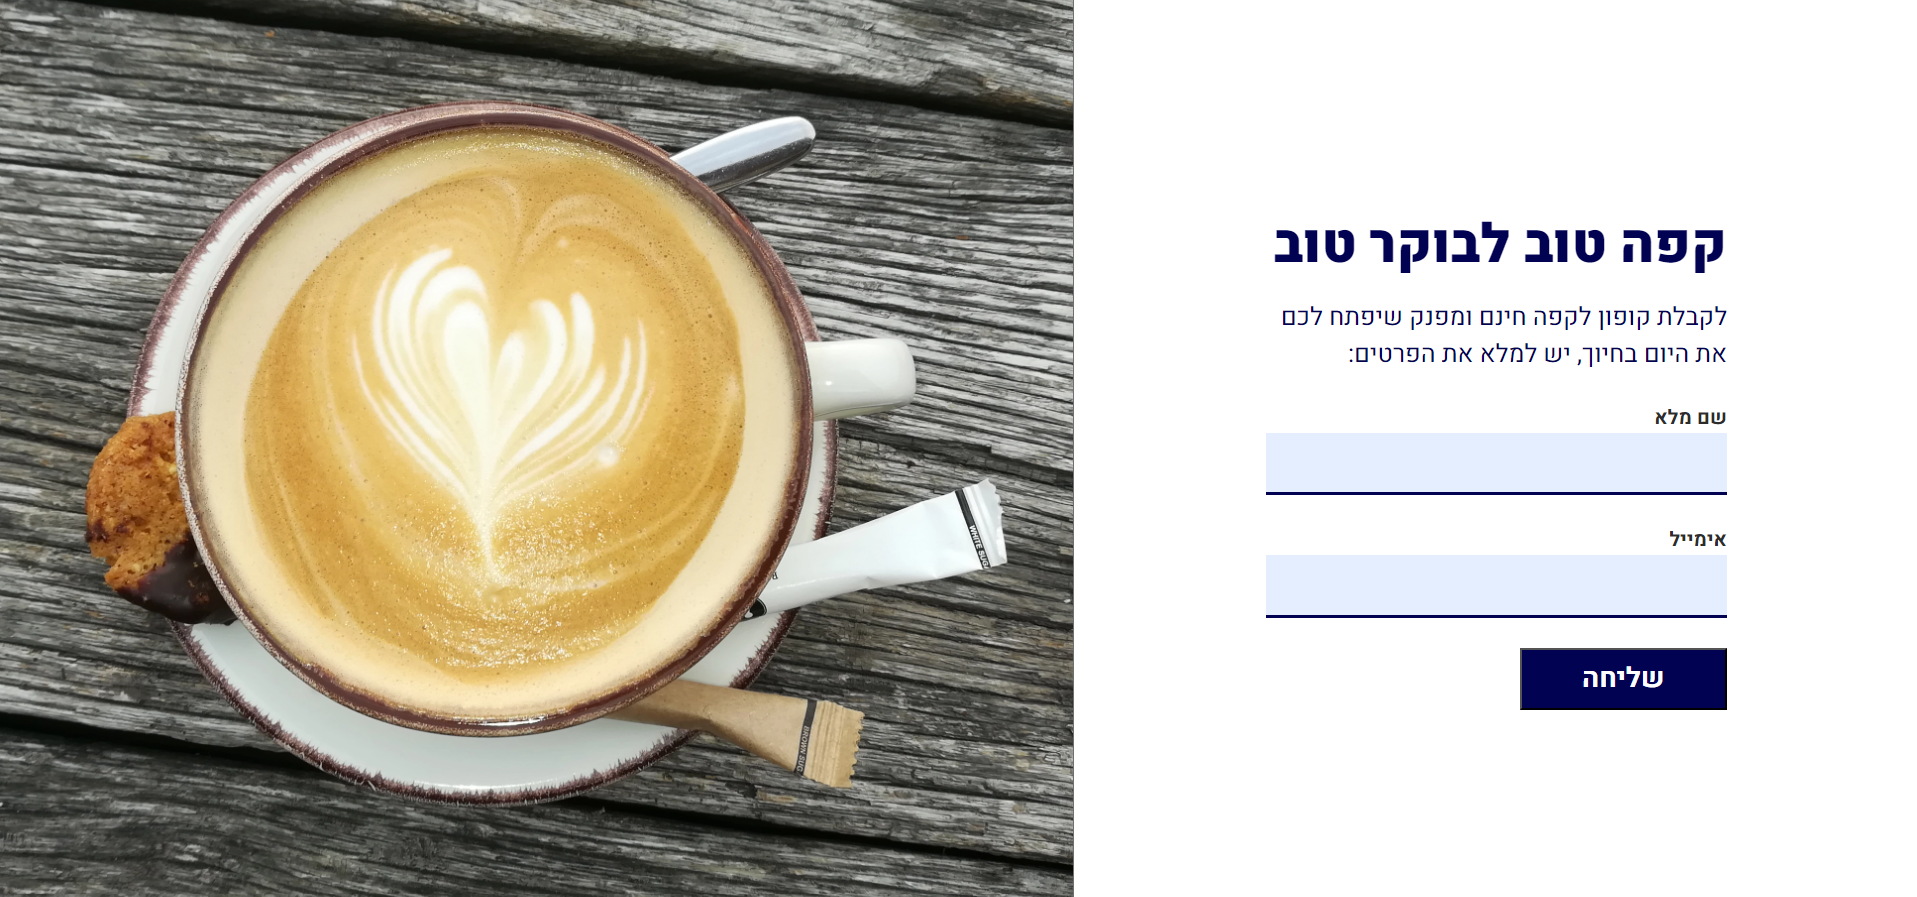 קפה טוב לבוקר טוב
לקבלת קופון לקפה חינם ומפנק שיפתח לכם
את היום בחיוך, יש למלא את הפרטים:
שם מלא
אימייל
שליחה
WHITE SUG
BROWN SUG